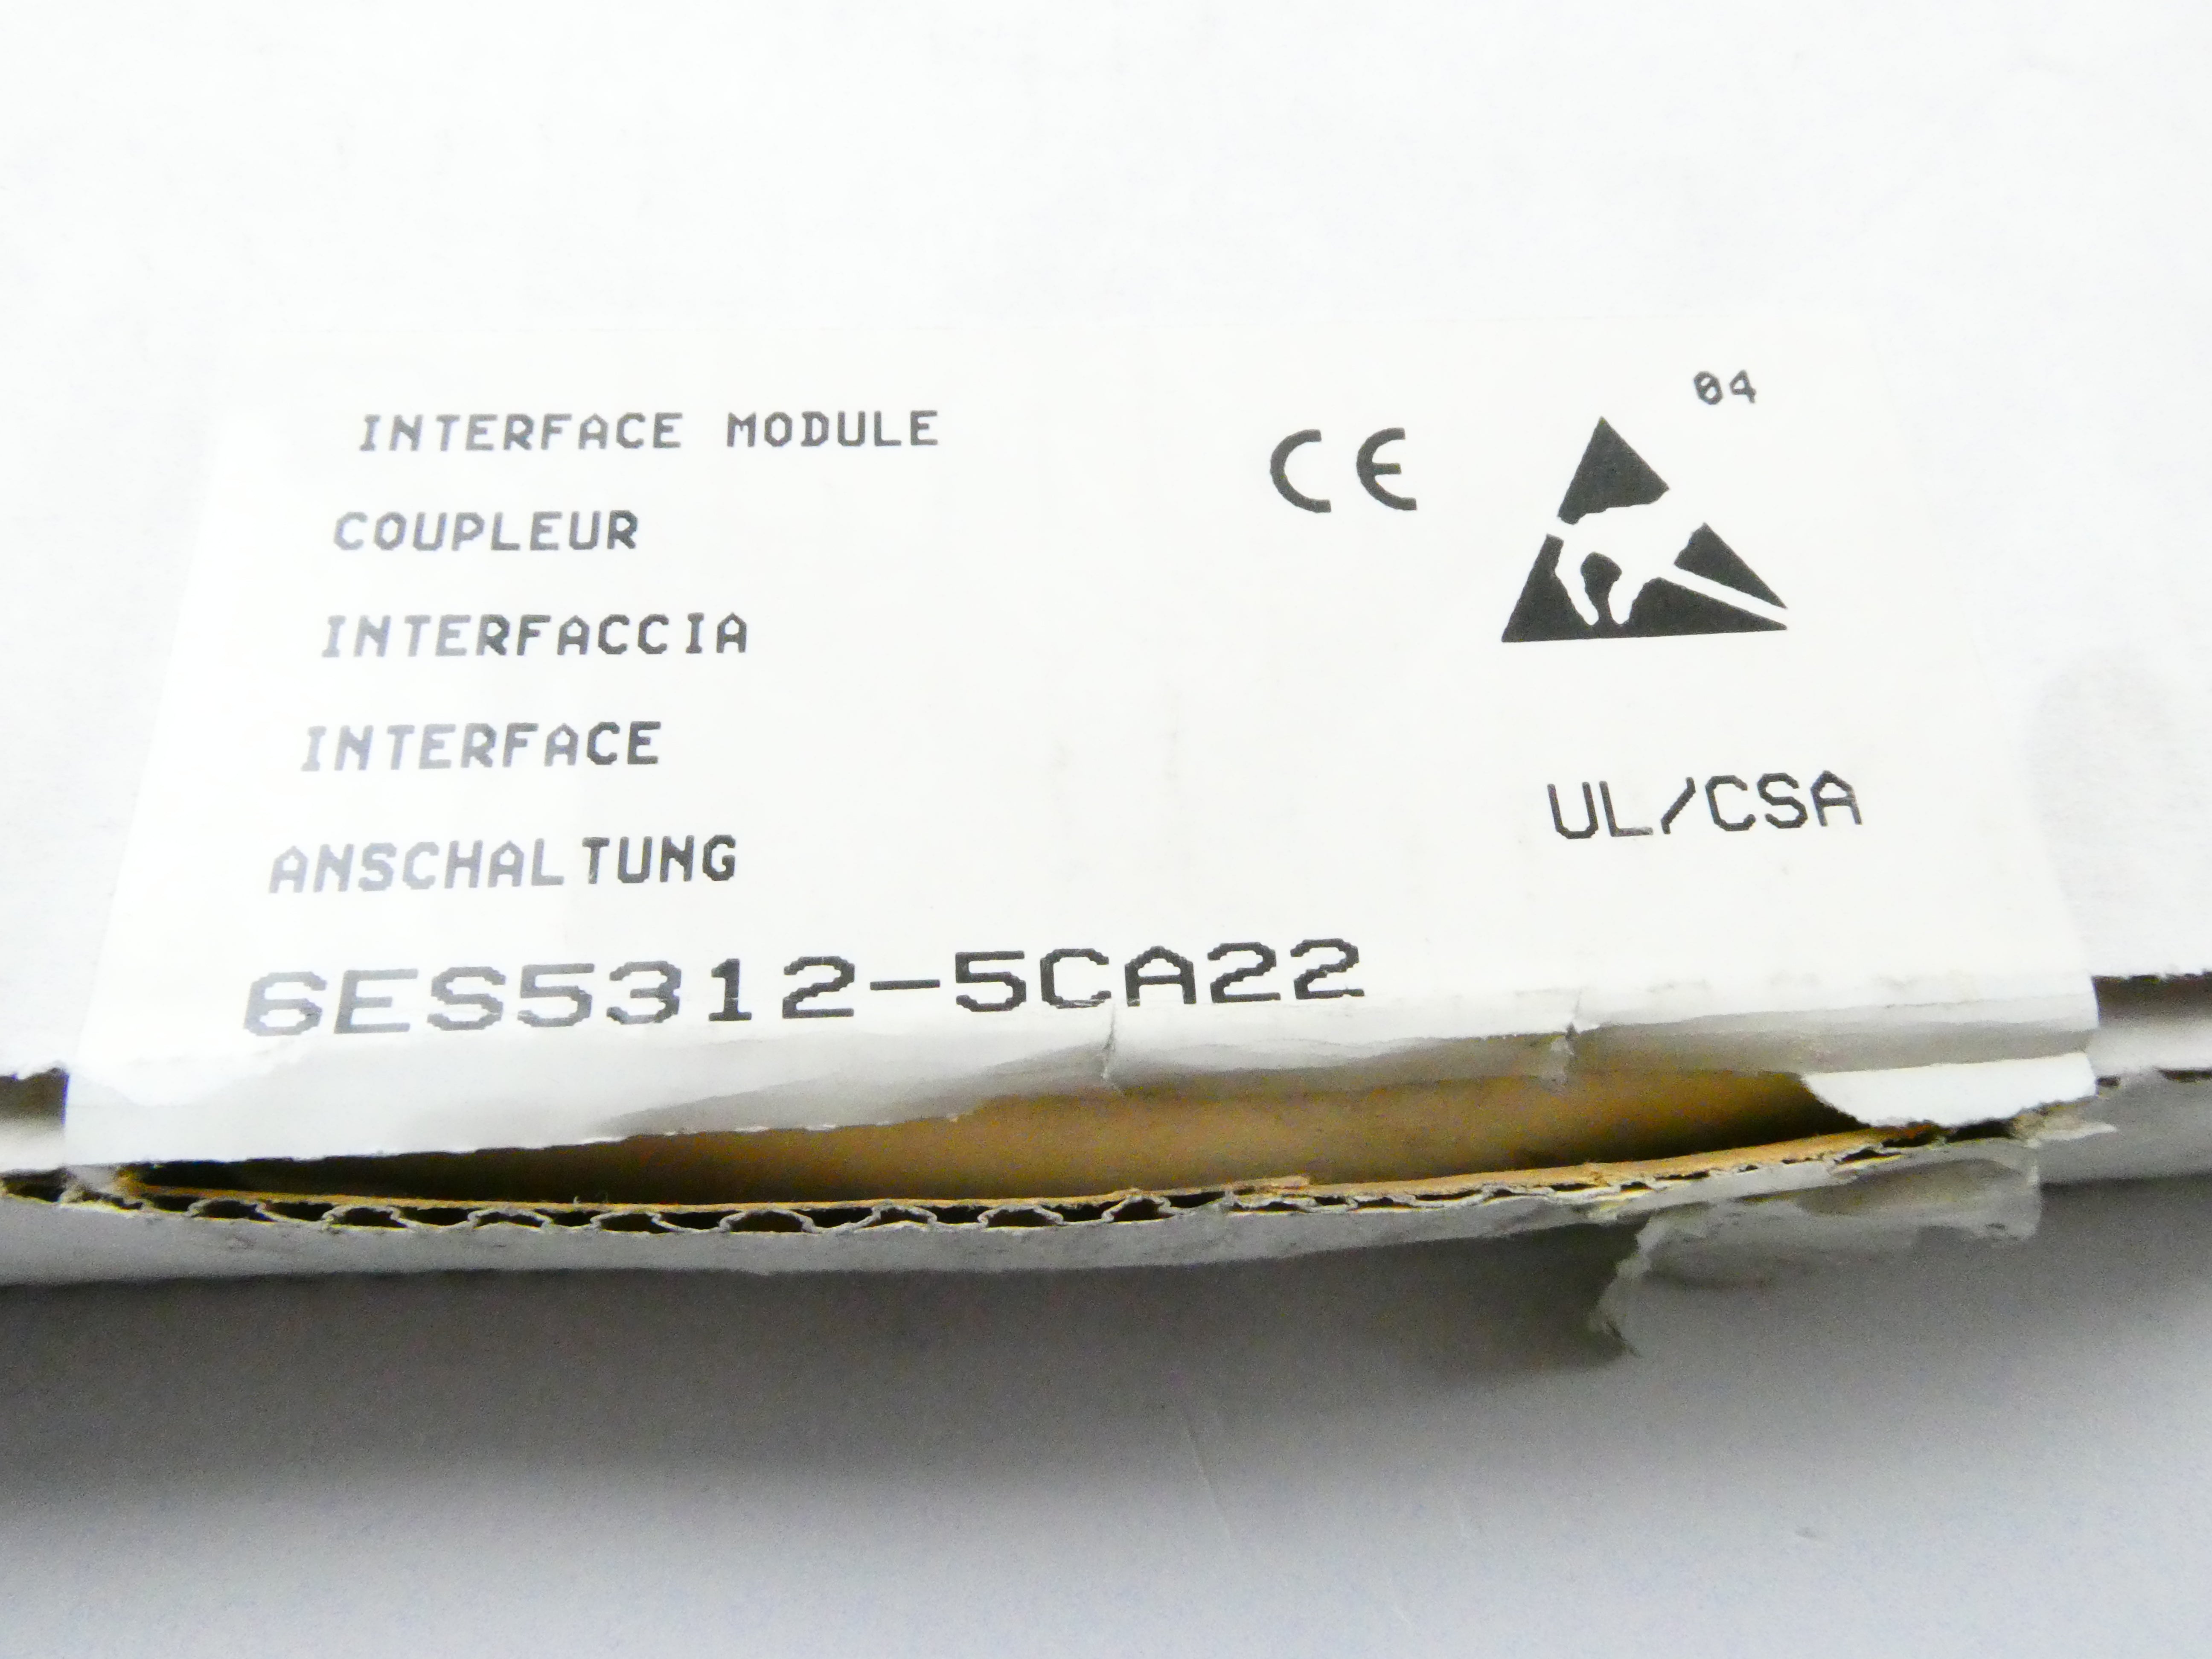 04
INTERFACE MODULE
CE
COUPLEUR
INTERFACCIA
INTERFACE
UL/CSA
ANSCHALTUNG
6ES5312-5CA22